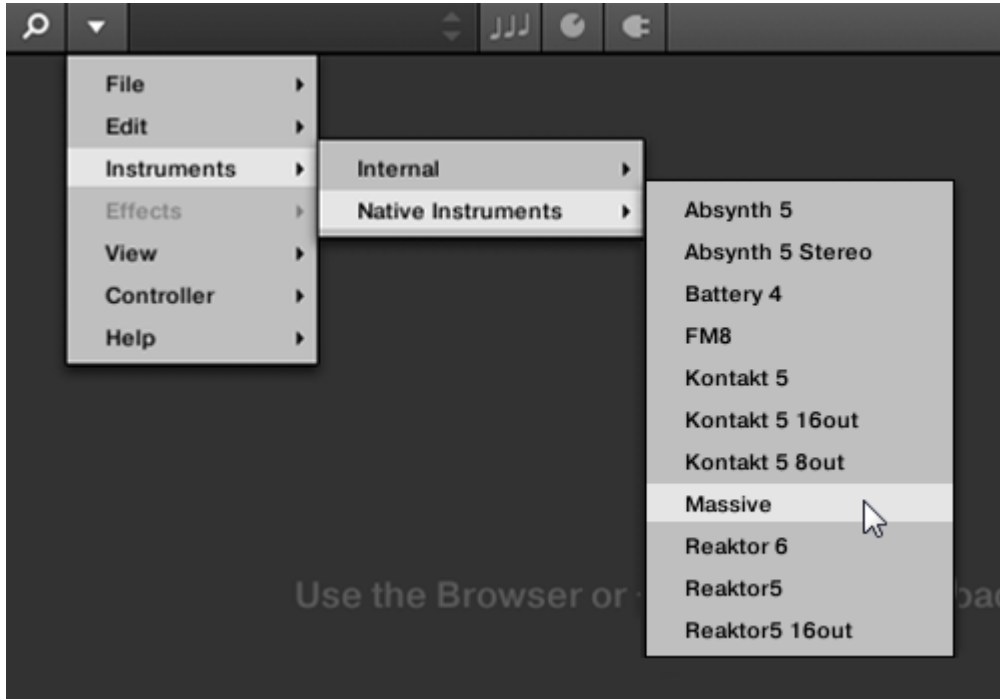 File
Edit
Instruments
Effects
View
Controller
Help
Internal
Native Instruments
Absynth 5
Absynth 5 Stereo
Battery 4
FM8
Kontakt 5
Kontakt 5 16out
Kontakt 5 8out
Massive
Reaktor 6
Reaktor5
Reaktor5 16out
Use the Browser or